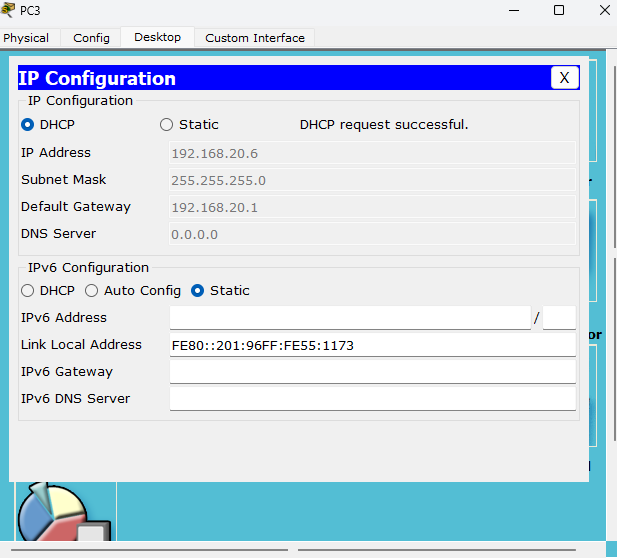 PC3
Physical Config Desktop Custom Interface
IP Configuration X
IP Configuration
DHCP Static DHCP request successful.
IP Address 192.168.20.6
Subnet Mask 255.255.255.0
Default Gateway 192.168.20.1
DNS Server 0.0.0.0
IPv6 Configuration
DHCP Auto Config Static
IPv6 Address /
Link Local Address FE80::201:96FF:FE55:1173
IPv6 Gateway
IPv6 DNS Server